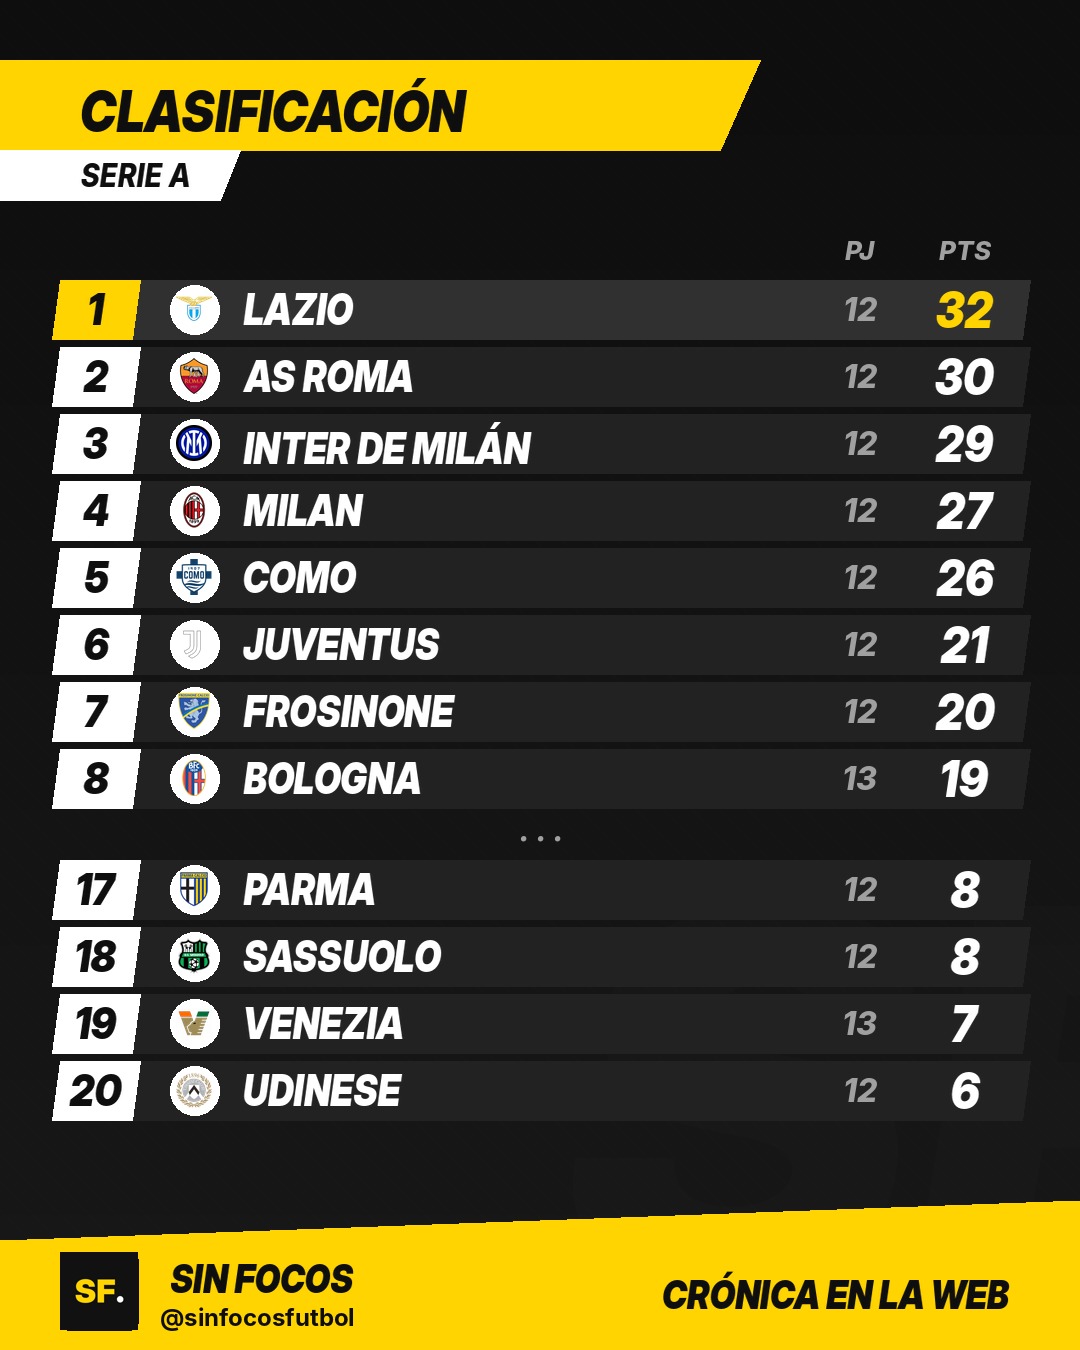 CLASIFICACIÓN
SERIE A
PJ PTS
1 LAZIO 12 32
2 AS ROMA 12 30
3 INTER DE MILÁN 12 29
4 MILAN 12 27
5 COMO 12 26
6 JUVENTUS 12 21
7 FROSINONE 12 20
8 BOLOGNA 13 19
...
17 PARMA 12 8
18 SASSUOLO 12 8
19 VENEZIA 13 7
20 UDINESE 12 6
SF. SIN FOCOS
@sinfocosfutbol
CRÓNICA EN LA WEB